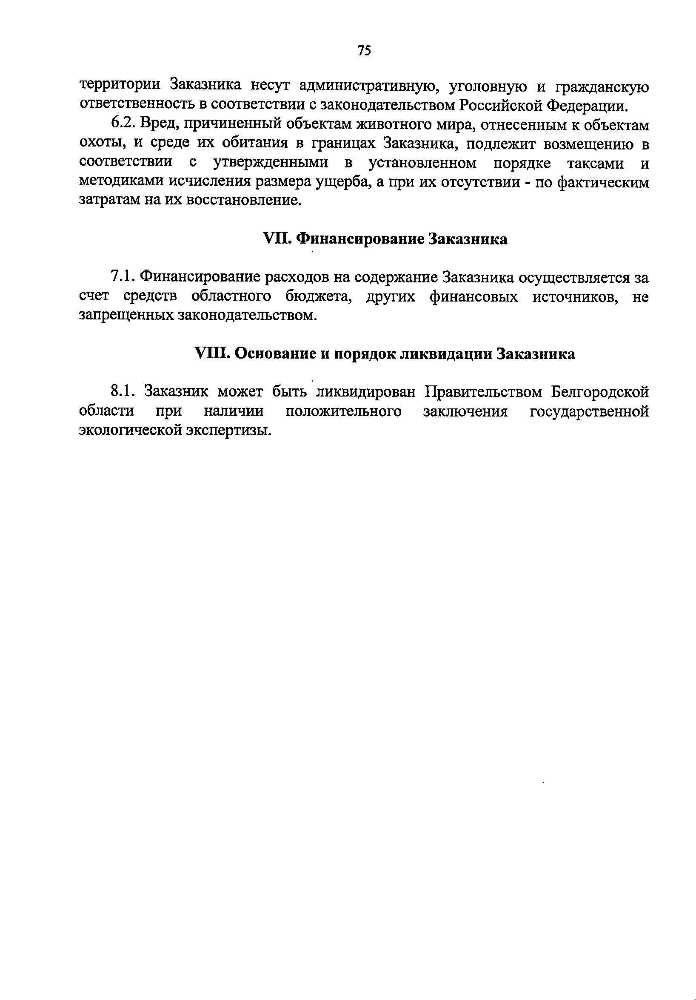 75
территории Заказника несут административную, уголовную и гражданскую
ответственность в соответствии с законодательством Российской Федерации.
6.2. Вред, причиненный объектам животного мира, отнесенным к объектам
охоты, и среде их обитания в границах Заказника, подлежит возмещению в
соответствии с утвержденными в установленном порядке таксами и
методиками исчисления размера ущерба, а при их отсутствии - по фактическим
затратам на их восстановление.
VII. Финансирование Заказника
7.1. Финансирование расходов на содержание Заказника осуществляется за
счет средств областного бюджета, других финансовых источников, не
запрещенных законодательством.
VIII. Основание и порядок ликвидации Заказника
8.1. Заказник может быть ликвидирован Правительством Белгородской
области при наличии положительного заключения государственной
экологической экспертизы.